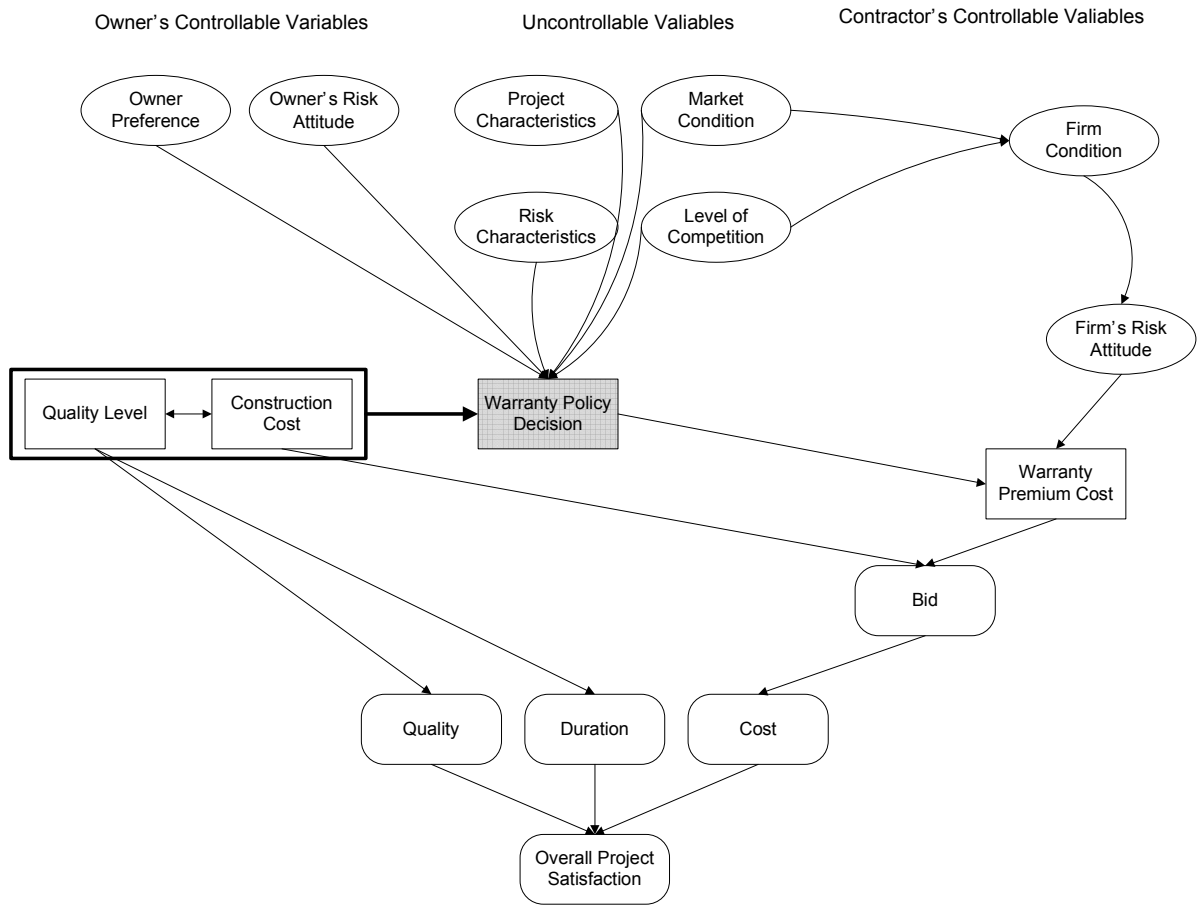 Owner's Controllable Variables
Uncontrollable Valiables
Contractor's Controllable Valiables
Owner
Preference
Owner's Risk
Attitude
Project
Characteristics
Market
Condition
Firm
Condition
Risk
Characteristics
Level of
Competition
Firm's Risk
Attitude
Quality Level
Construction
Cost
Warranty Policy
Decision
Warranty
Premium Cost
Bid
Quality
Duration
Cost
Overall Project
Satisfaction